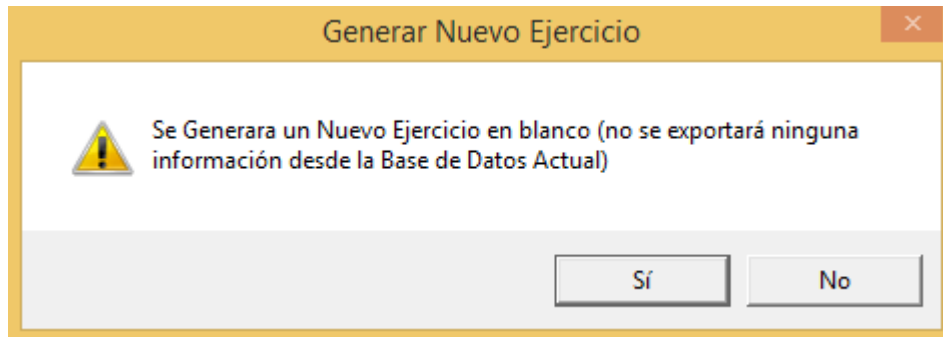 Generar Nuevo Ejercicio
Se Generara un Nuevo Ejercicio en blanco (no se exportará ninguna
información desde la Base de Datos Actual)
Sí
No